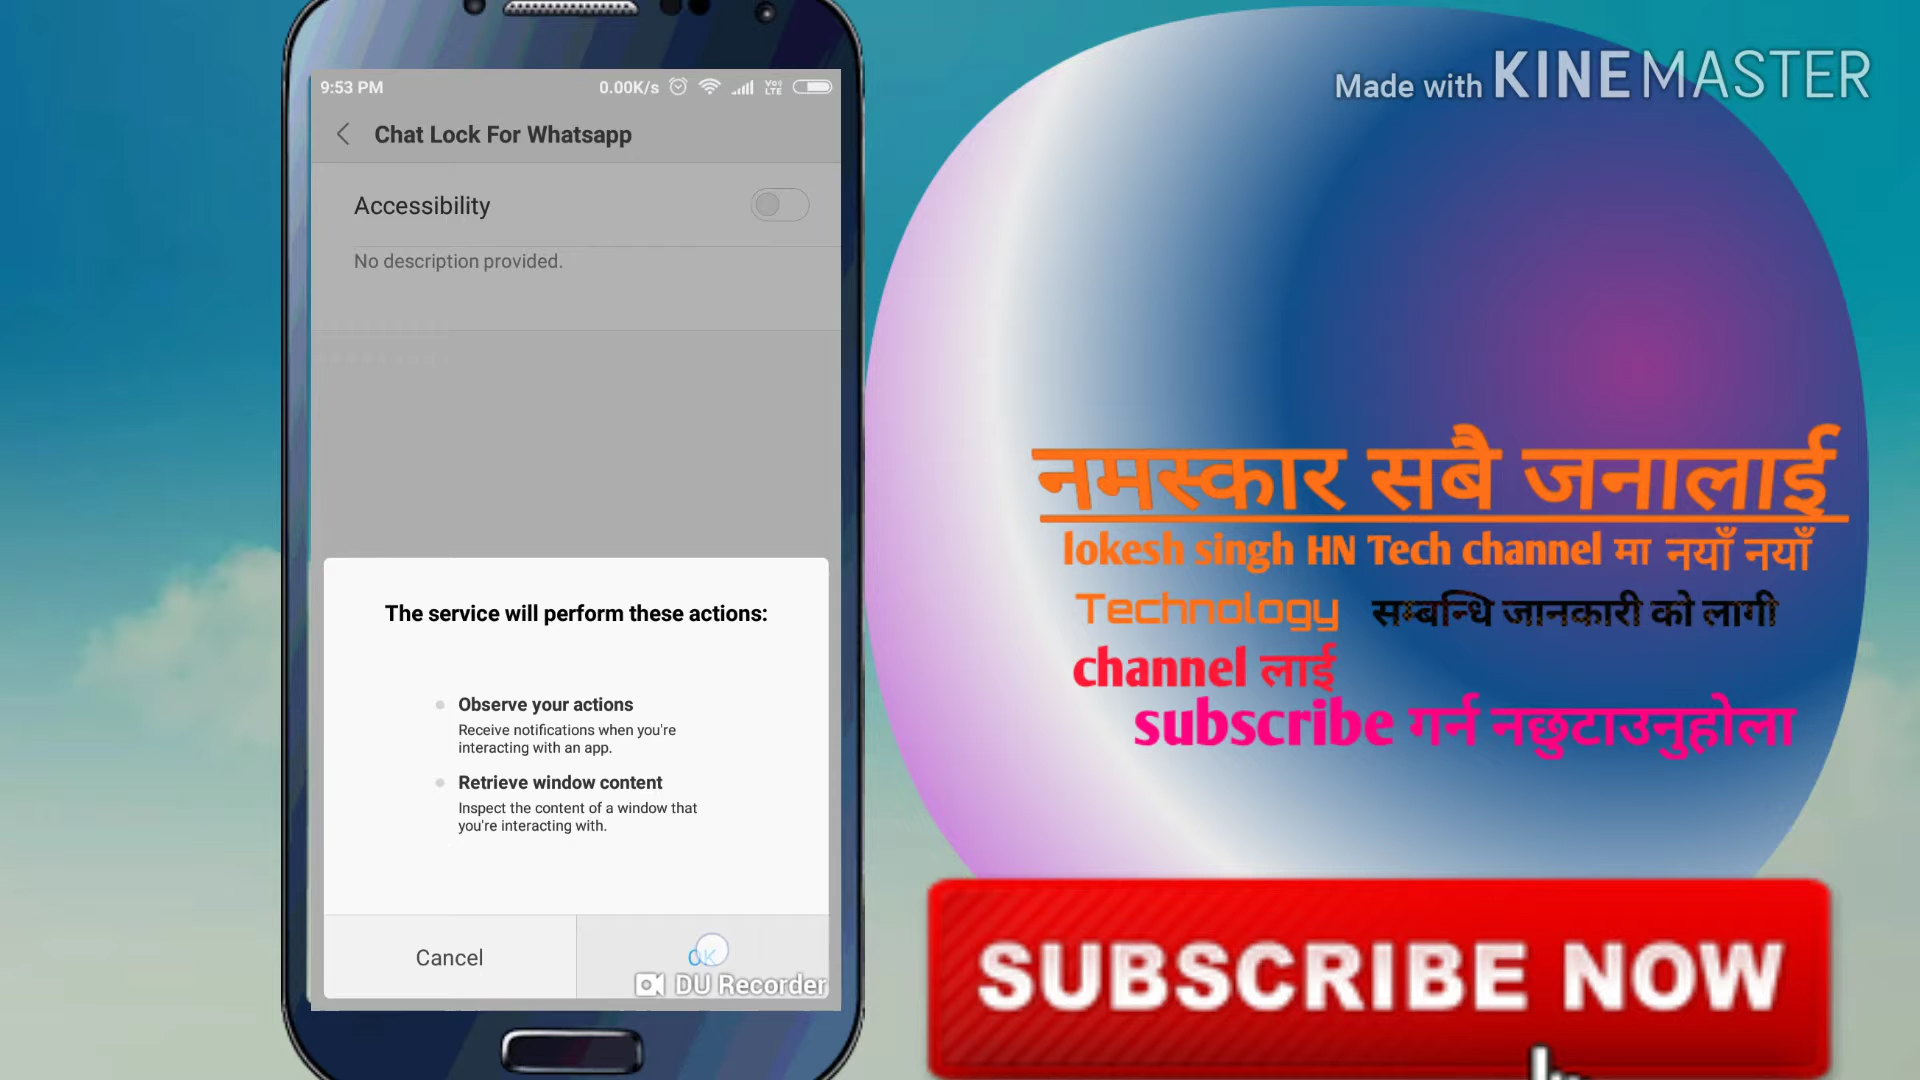 Made with KINEMASTER
9:53 PM
0.00K/s
Vo)) LTE
Chat Lock For Whatsapp
Accessibility
No description provided.
The service will perform these actions:
Observe your actions
Receive notifications when you're
interacting with an app.
Retrieve window content
Inspect the content of a window that
you're interacting with.
Cancel
OK
DU Recorder
नमस्कार सबै जनालाई
lokesh singh HN Tech channel मा नयाँ नयाँ
Technology सम्बन्धि जानकारी को लागी
channel लाई
subscribe गर्न नछुटाउनुहोला
SUBSCRIBE NOW